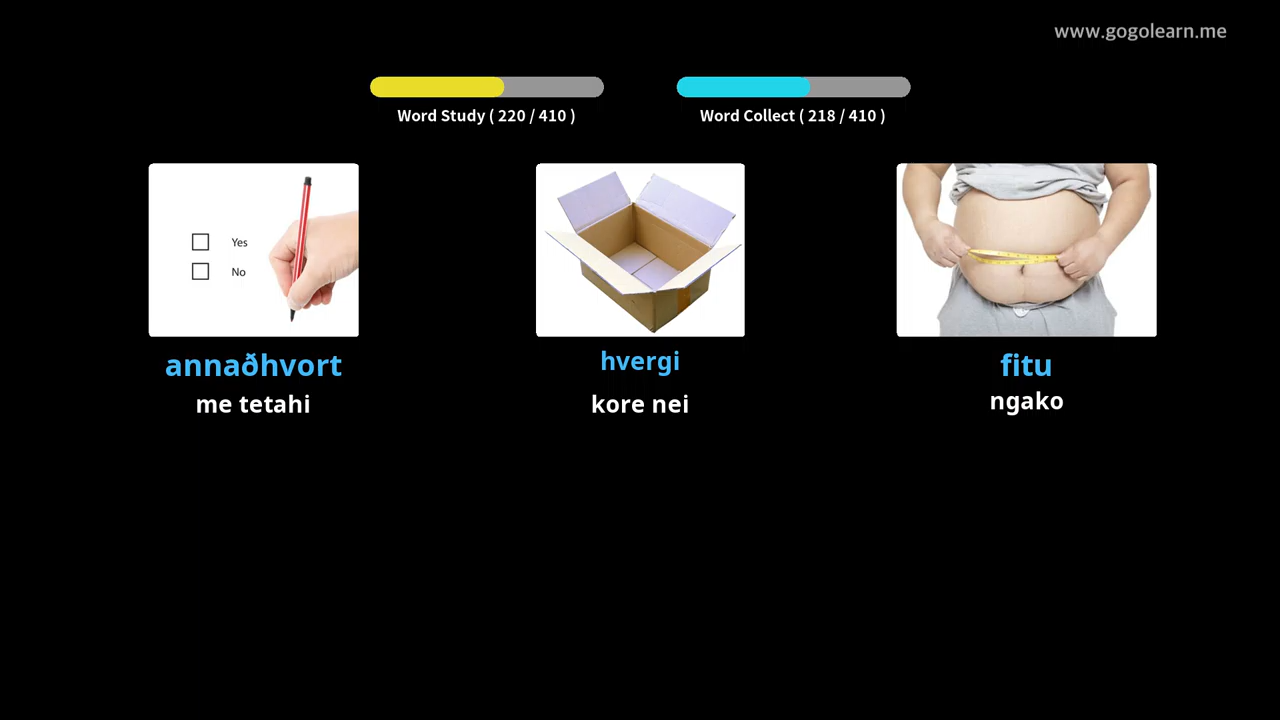 www.gogolearn.me
Word Study ( 220 / 410 )
Word Collect ( 218 / 410 )
Yes
No
annaðhvort
me tetahi
hvergi
kore nei
fitu
ngako